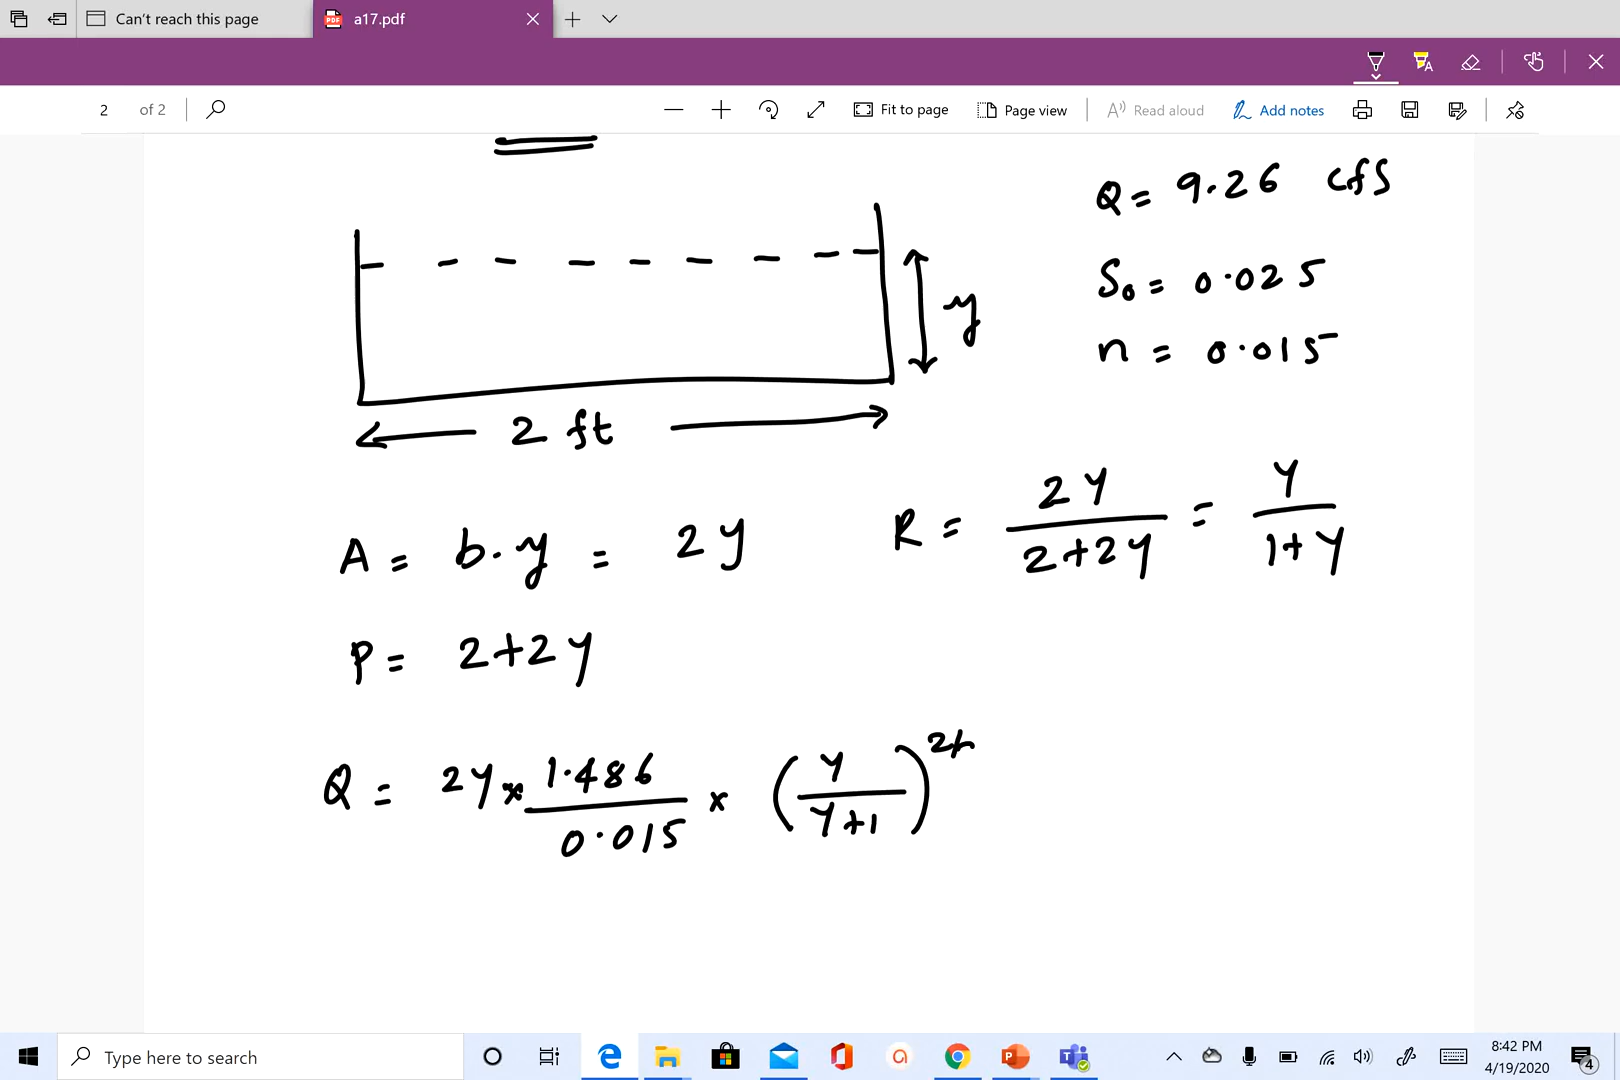 Can't reach this page
a17.pdf
2 of 2
Fit to page
Page view
Read aloud
Add notes
Q = 9.26 cfs
S₀ = 0.025
n = 0.015
y
2 ft
A = b.y = 2y
R = 2y/(2+2y) = y/(1+y)
P = 2+2y
Q = 2y × 1.486/0.015 × (y/(y+1))^2/
Type here to search
8:42 PM
4/19/2020
4